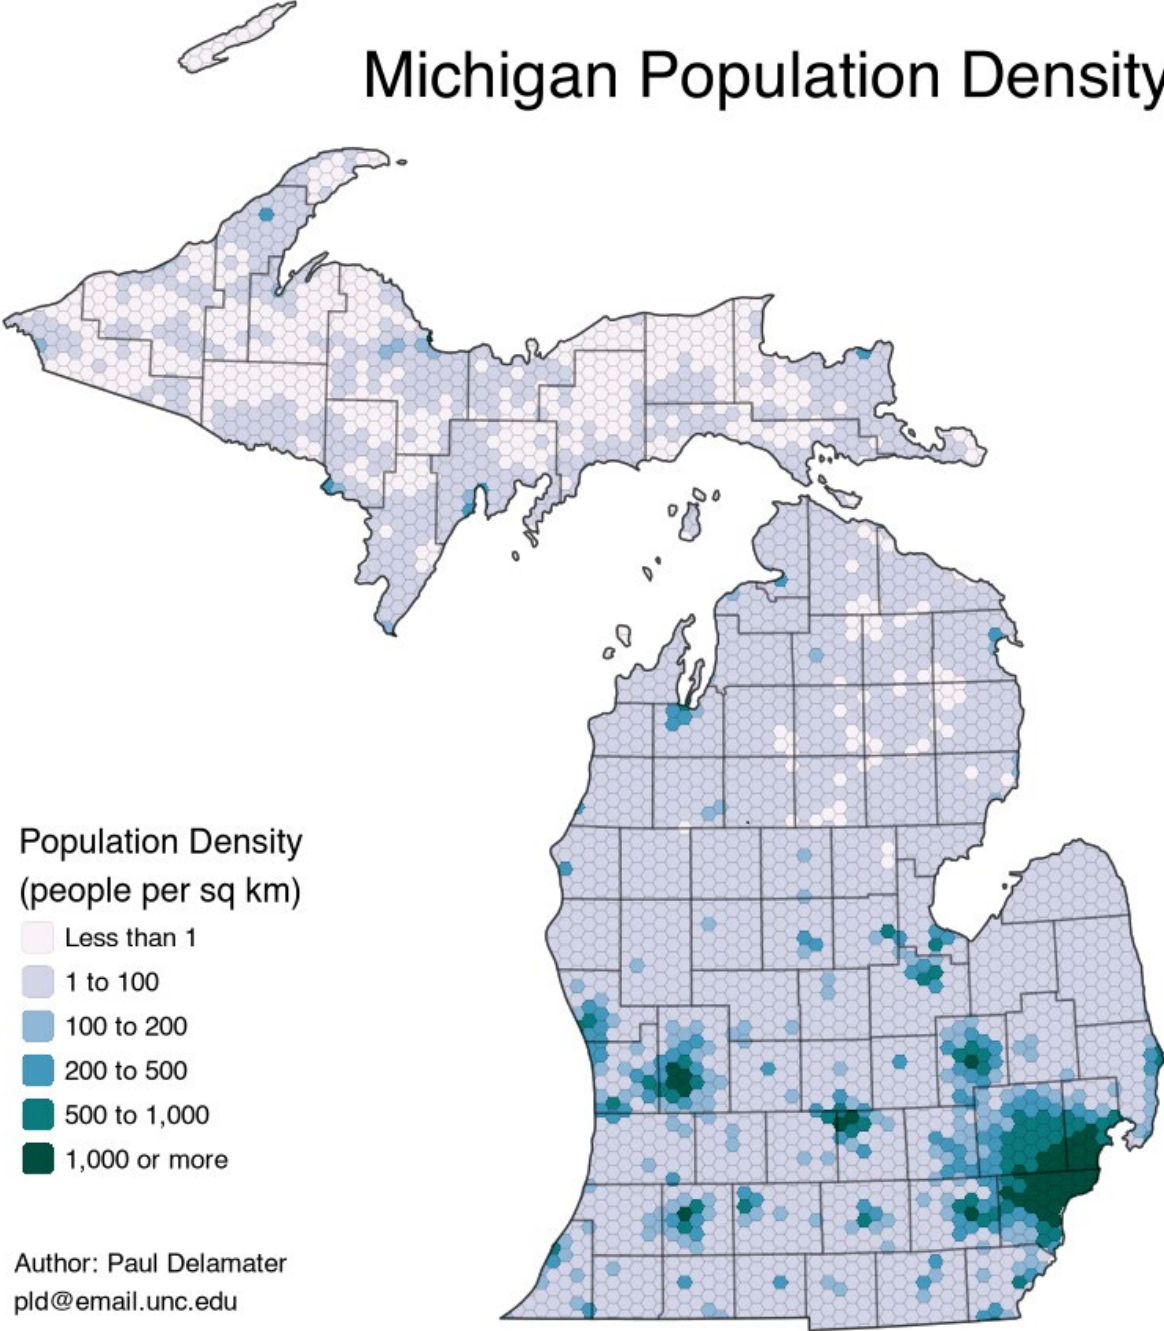 Michigan Population Density
Population Density
(people per sq km)
Less than 1
1 to 100
100 to 200
200 to 500
500 to 1,000
1,000 or more
Author: Paul Delamater
pld@email.unc.edu